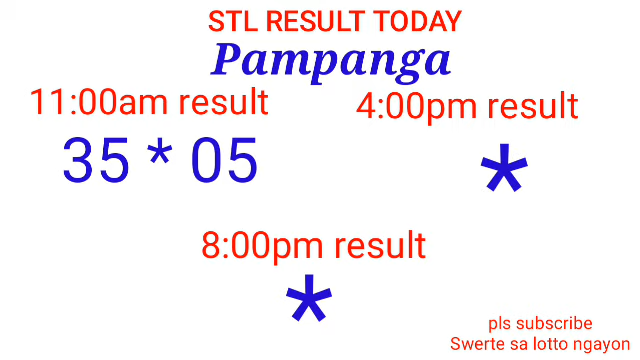 STL RESULT TODAY
Pampanga
11:00am result
35 * 05
4:00pm result
*
8:00pm result
*
pls subscribe
Swerte sa lotto ngayon